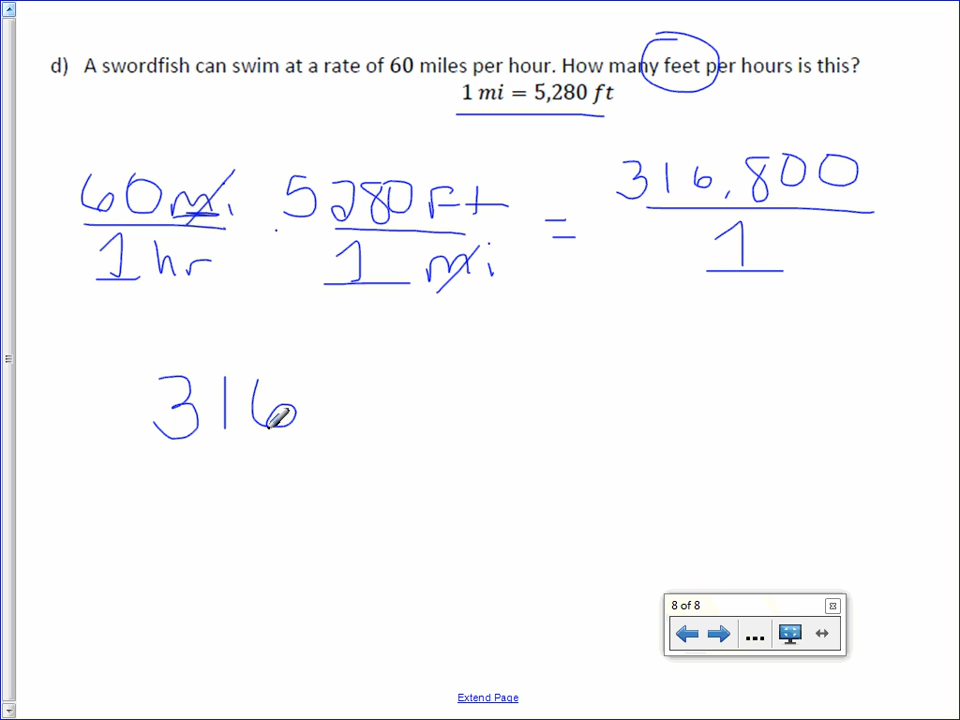 d) A swordfish can swim at a rate of 60 miles per hour. How many feet per hours is this?
1 mi = 5,280 ft
60 mi / 1 hr · 5280 Ft / 1 mi = 316,800 / 1
316
8 of 8
...
Extend Page